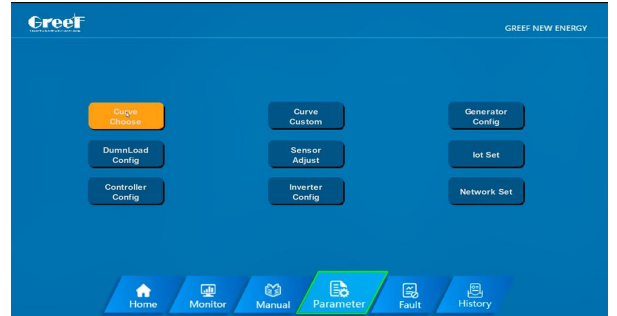 Greef
GREEF NEW ENERGY
Curve
Choose
Curve
Custom
Generator
Config
DumnLoad
Config
Sensor
Adjust
Iot Set
Controller
Config
Inverter
Config
Network Set
Home
Monitor
Manual
Parameter
Fault
History